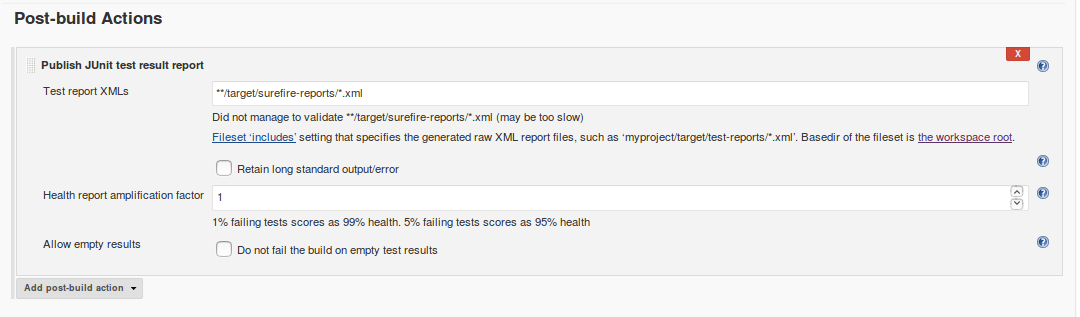 Post-build Actions
X
Publish JUnit test result report
Test report XMLs
**/target/surefire-reports/*.xml
Did not manage to validate **/target/surefire-reports/*.xml (may be too slow)
Fileset 'includes' setting that specifies the generated raw XML report files, such as 'myproject/target/test-reports/*.xml'. Basedir of the fileset is the workspace root.
Retain long standard output/error
Health report amplification factor
1
1% failing tests scores as 99% health. 5% failing tests scores as 95% health
Allow empty results
Do not fail the build on empty test results
Add post-build action